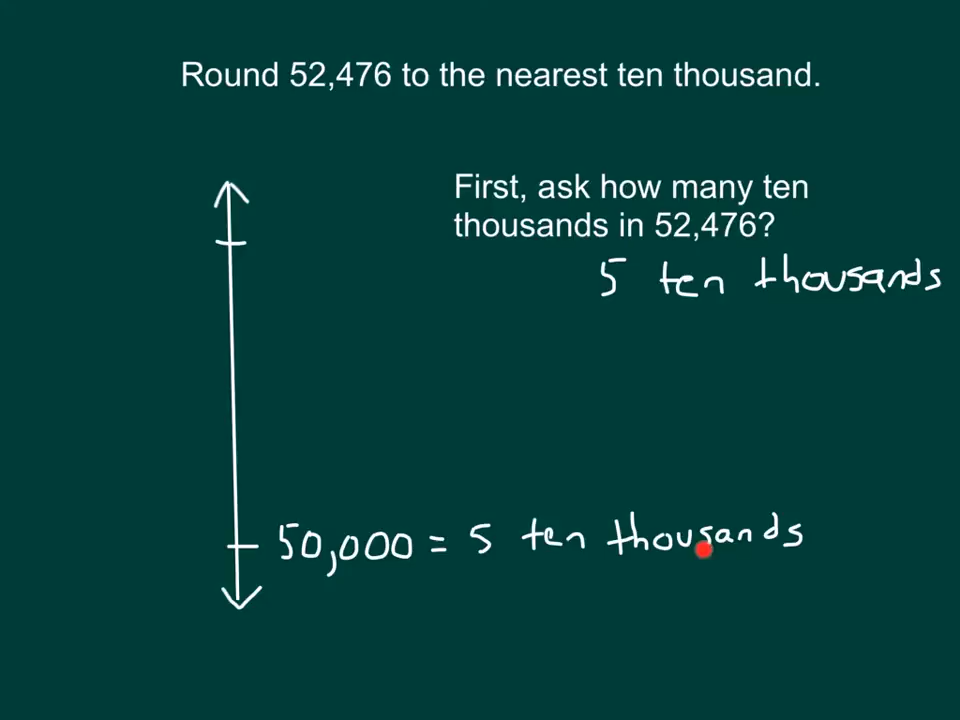 Round 52,476 to the nearest ten thousand.
First, ask how many ten
thousands in 52,476?
5 ten thousands
50,000 = 5 ten thousands